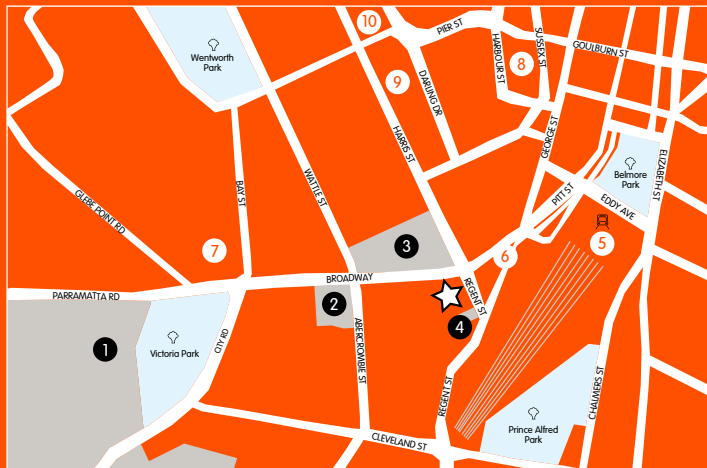 10
PIER ST
HARBOUR ST
SUSSEX ST
GOULBURN ST
Wentworth
Park
9
DARLING DR
8
HARRIS ST
GEORGE ST
ELIZABETH ST
Belmore
Park
BAY ST
WATTLE ST
PITT ST
EDDY AVE
GLEBE POINT RD
7
3
6
5
BROADWAY
PARRAMATTA RD
REGENT ST
2
4
1
Victoria Park
CITY RD
ABERCROMBIE ST
REGENT ST
CHALMERS ST
Prince Alfred
Park
CLEVELAND ST